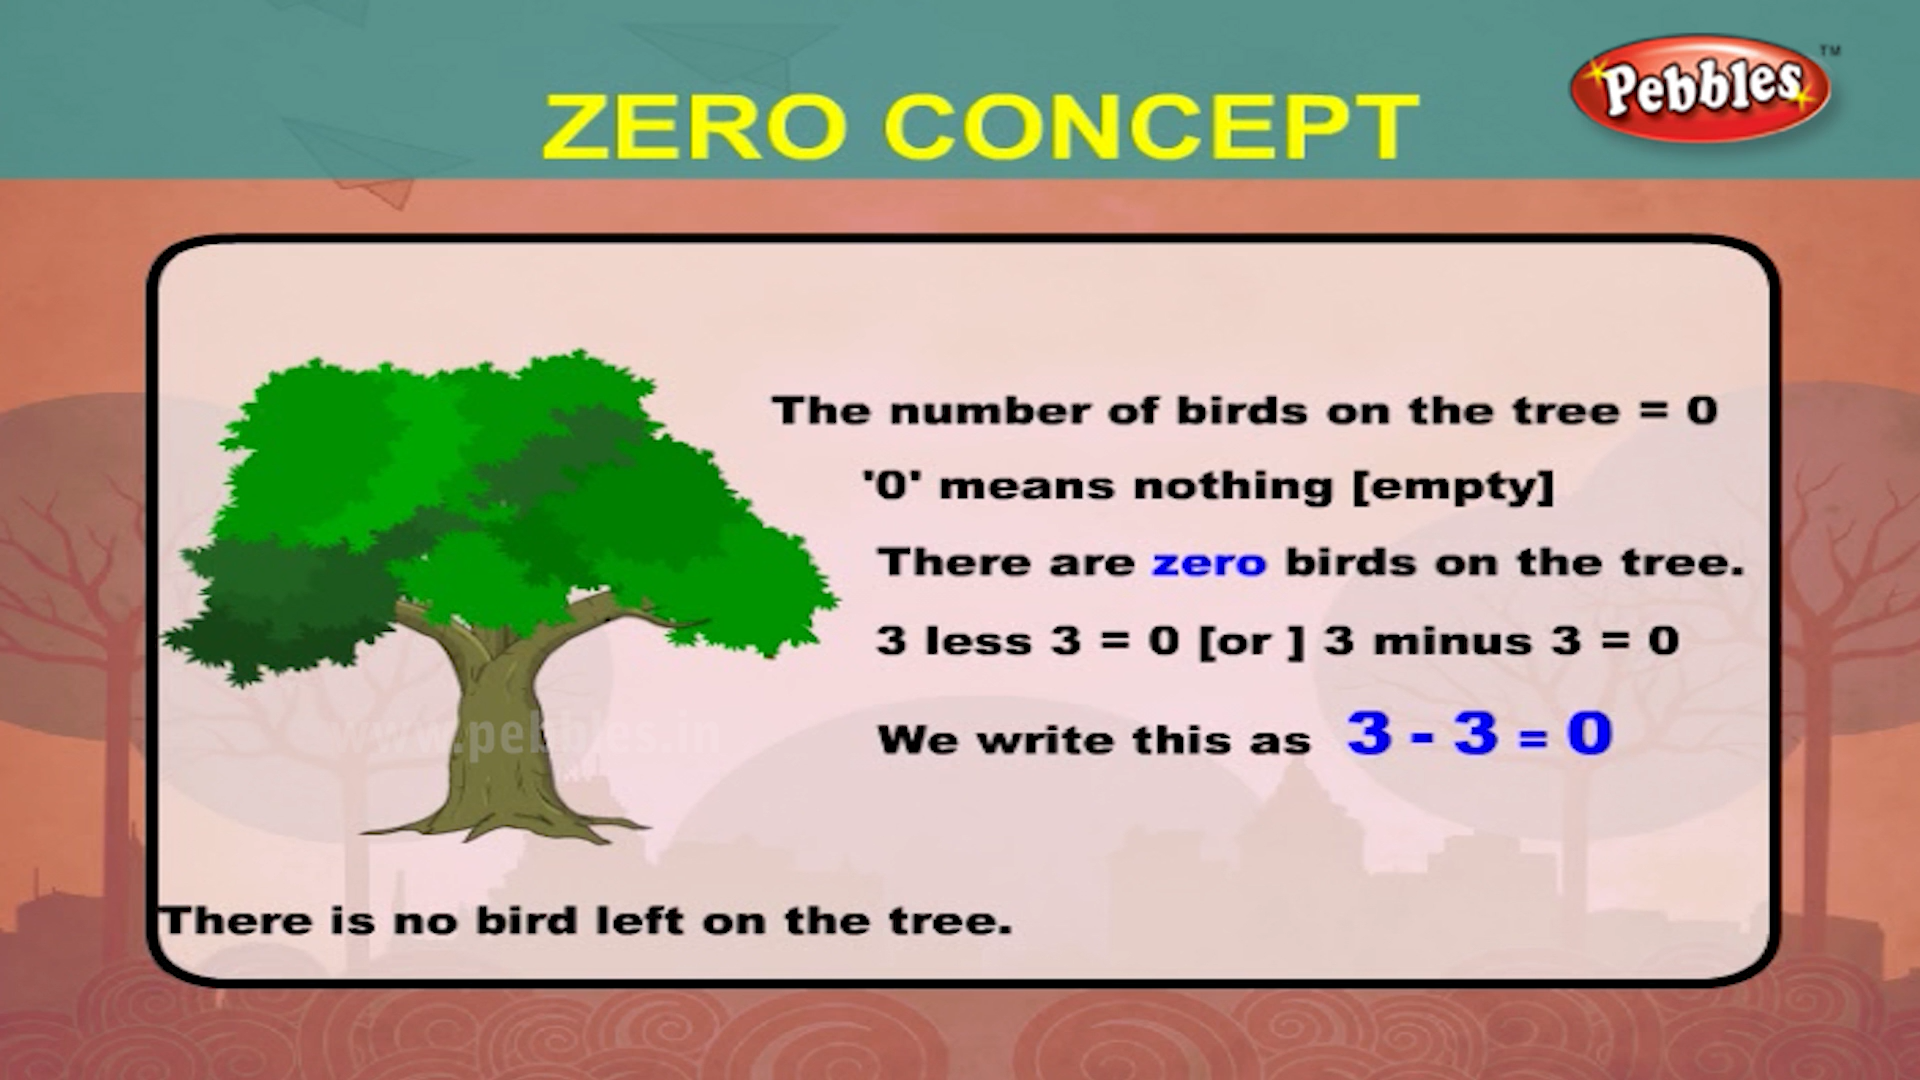 ZERO CONCEPT
Pebbles TM
The number of birds on the tree = 0
'0' means nothing [empty]
There are zero birds on the tree.
3 less 3 = 0 [or ] 3 minus 3 = 0
We write this as 3 - 3 = 0
www.pebbles.in
There is no bird left on the tree.